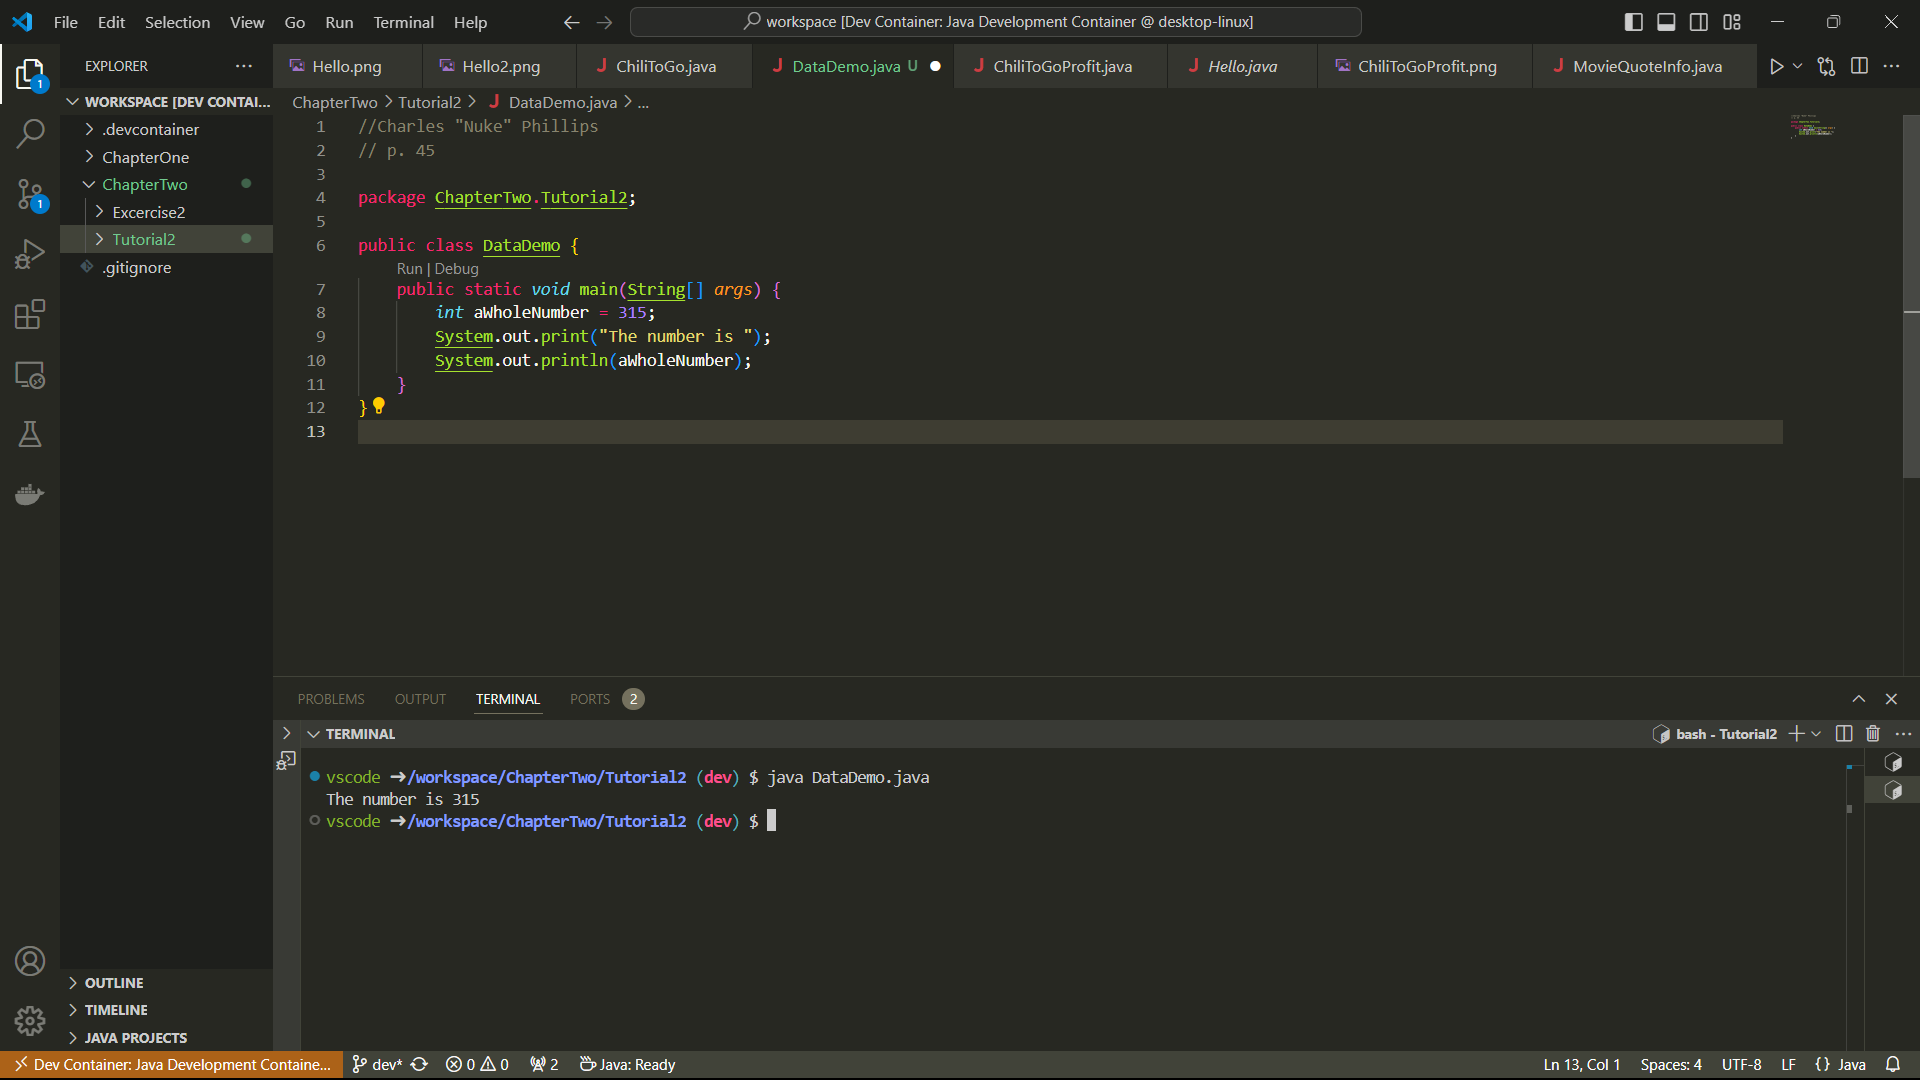 File Edit Selection View Go Run Terminal Help
workspace [Dev Container: Java Development Container @ desktop-linux]
EXPLORER
Hello.png Hello2.png ChiliToGo.java DataDemo.java U ChiliToGoProfit.java Hello.java ChiliToGoProfit.png MovieQuoteInfo.java
1
WORKSPACE [DEV CONTAI...
.devcontainer
ChapterOne
ChapterTwo
Excercise2
Tutorial2
.gitignore
1
ChapterTwo > Tutorial2 > J DataDemo.java > ...
1 //Charles "Nuke" Phillips
2 // p. 45
3
4 package ChapterTwo.Tutorial2;
5
6 public class DataDemo {
Run | Debug
7 public static void main(String[] args) {
8 int aWholeNumber = 315;
9 System.out.print("The number is ");
10 System.out.println(aWholeNumber);
11 }
12 }
13
PROBLEMS OUTPUT TERMINAL PORTS 2
TERMINAL
bash - Tutorial2
vscode ➜/workspace/ChapterTwo/Tutorial2 (dev) $ java DataDemo.java
The number is 315
vscode ➜/workspace/ChapterTwo/Tutorial2 (dev) $
OUTLINE
TIMELINE
JAVA PROJECTS
Dev Container: Java Development Containe... dev* 0 0 2 Java: Ready
Ln 13, Col 1 Spaces: 4 UTF-8 LF {} Java